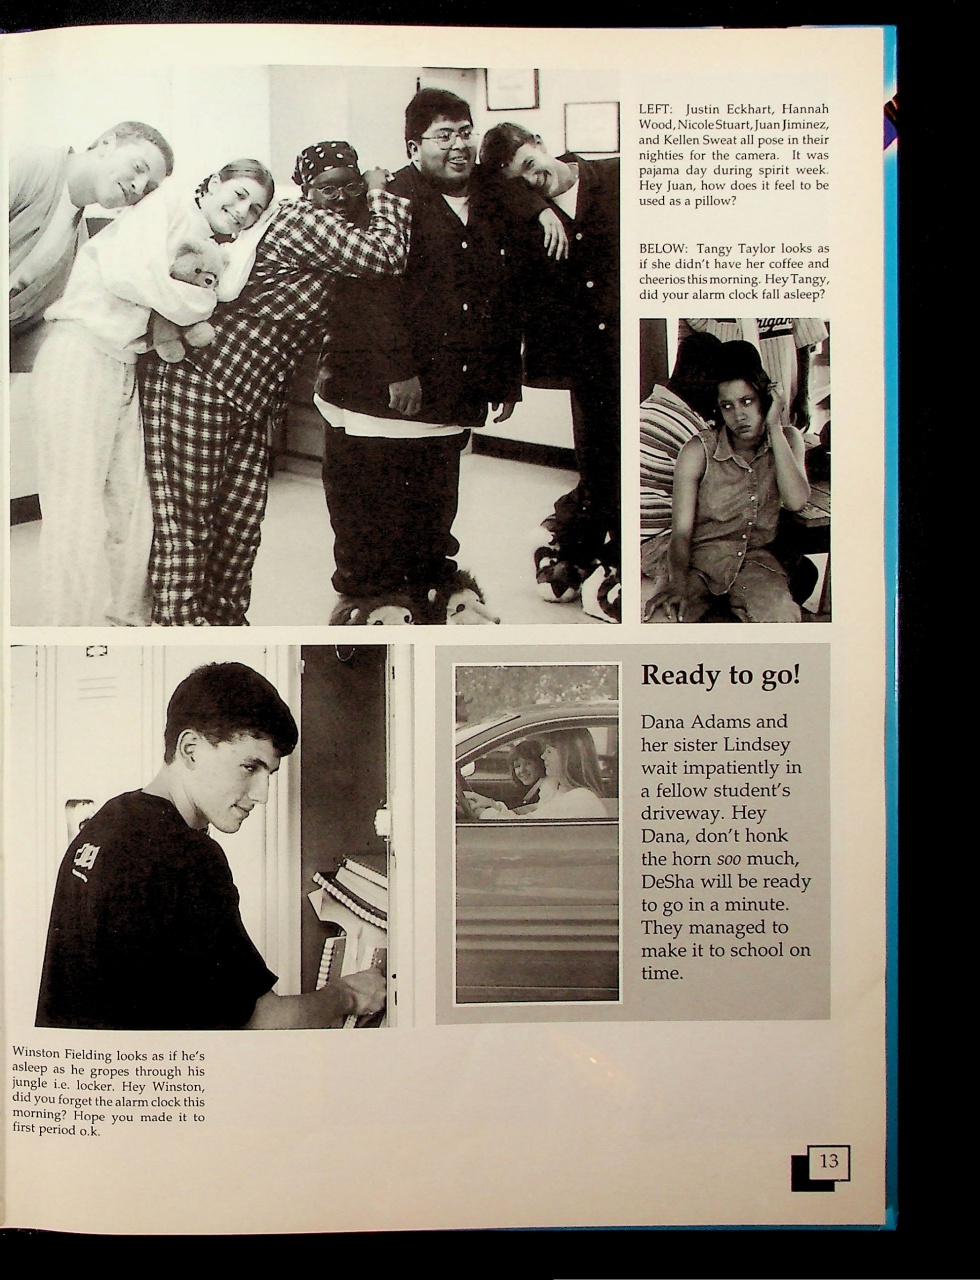 LEFT: Justin Eckhart, Hannah
Wood, Nicole Stuart, Juan Jiminez,
and Kellen Sweat all pose in their
nighties for the camera. It was
pajama day during spirit week.
Hey Juan, how does it feel to be
used as a pillow?
BELOW: Tangy Taylor looks as
if she didn't have her coffee and
cheerios this morning. Hey Tangy,
did your alarm clock fall asleep?
Ready to go!
Dana Adams and
her sister Lindsey
wait impatiently in
a fellow student's
driveway. Hey
Dana, don't honk
the horn soo much,
DeSha will be ready
to go in a minute.
They managed to
make it to school on
time.
Winston Fielding looks as if he's
asleep as he gropes through his
jungle i.e. locker. Hey Winston,
did you forget the alarm clock this
morning? Hope you made it to
first period o.k.
13